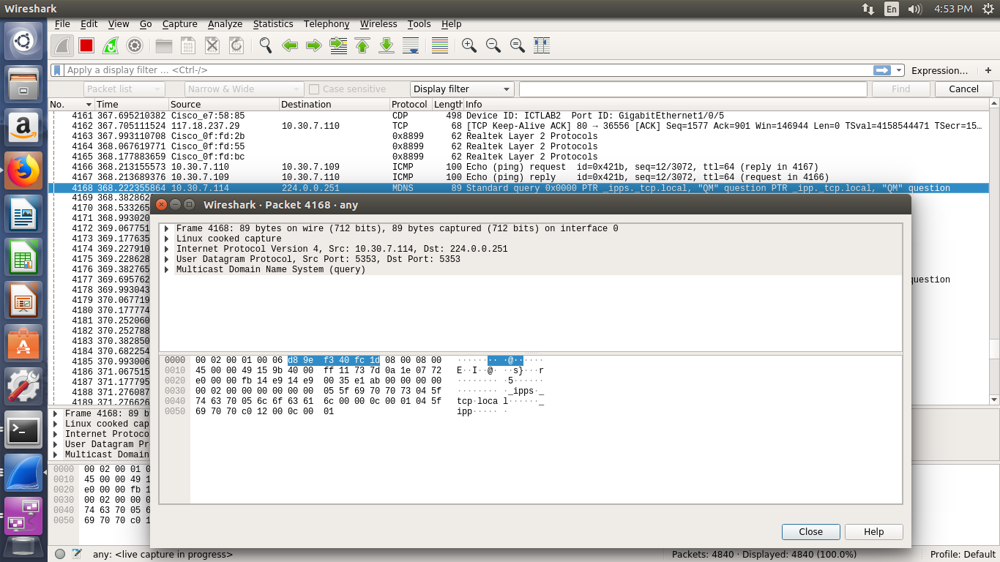 Wireshark
En
4:53 PM
File Edit View Go Capture Analyze Statistics Telephony Wireless Tools Help
Apply a display filter ... <Ctrl-/>
Expression...
+
Packet list
Narrow & Wide
Case sensitive
Display filter
Find
Cancel
No. Time Source Destination Protocol Length Info
4161 367.695210382 Cisco_e7:58:85 CDP 498 Device ID: ICTLAB2 Port ID: GigabitEthernet1/0/5
4162 367.705111524 117.18.237.29 10.30.7.110 TCP 68 [TCP Keep-Alive ACK] 80 → 36556 [ACK] Seq=1577 Ack=901 Win=146944 Len=0 TSval=4158544471 TSecr=15…
4163 367.993110708 Cisco_0f:fd:2b 0x8899 62 Realtek Layer 2 Protocols
4164 368.067619771 Cisco_0f:fd:55 0x8899 62 Realtek Layer 2 Protocols
4165 368.177883659 Cisco_0f:fd:bc 0x8899 62 Realtek Layer 2 Protocols
4166 368.213155573 10.30.7.110 10.30.7.109 ICMP 100 Echo (ping) request id=0x421b, seq=12/3072, ttl=64 (reply in 4167)
4167 368.213689376 10.30.7.109 10.30.7.110 ICMP 100 Echo (ping) reply id=0x421b, seq=12/3072, ttl=64 (request in 4166)
4168 368.222355864 10.30.7.114 224.0.0.251 MDNS 89 Standard query 0x0000 PTR _ipps._tcp.local, "QM" question PTR _ipp._tcp.local, "QM" question
4169 368.382862
4170 368.533265
4171 368.993020
4172 369.067751
4173 369.177635
4174 369.227910
4175 369.228628
4176 369.382765
4177 369.695762 question
4178 369.993043
4179 370.067719
4180 370.177774
4181 370.252060
4182 370.252788
4183 370.382850
4184 370.682254
4185 370.993006
4186 371.067515
4187 371.177795
4188 371.276087
4189 371.276626
Wireshark · Packet 4168 · any
Frame 4168: 89 bytes on wire (712 bits), 89 bytes captured (712 bits) on interface 0
Linux cooked capture
Internet Protocol Version 4, Src: 10.30.7.114, Dst: 224.0.0.251
User Datagram Protocol, Src Port: 5353, Dst Port: 5353
Multicast Domain Name System (query)
0000 00 02 00 01 00 06 d8 9e f3 40 fc 1d 08 00 08 00 ········ ·@······
0010 45 00 00 49 15 9b 40 00 ff 11 73 7d 0a 1e 07 72 E··I··@· ··s}···r
0020 e0 00 00 fb 14 e9 14 e9 00 35 e1 ab 00 00 00 00 ········ ·5······
0030 00 02 00 00 00 00 00 00 05 5f 69 70 70 73 04 5f ········ ·_ipps·_
0040 74 63 70 05 6c 6f 63 61 6c 00 00 0c 00 01 04 5f tcp·loca l······_
0050 69 70 70 c0 12 00 0c 00 01 ipp····· ·
Close
Help
Frame 4168: 89 b
Linux cooked cap
Internet Protoco
User Datagram Pr
Multicast Domain
0000 00 02 00 01 0
0010 45 00 00 49 1
0020 e0 00 00 fb 1
0030 00 02 00 00 0
0040 74 63 70 05 6
0050 69 70 70 c0 1
any: <live capture in progress>
Packets: 4840 · Displayed: 4840 (100.0%)
Profile: Default